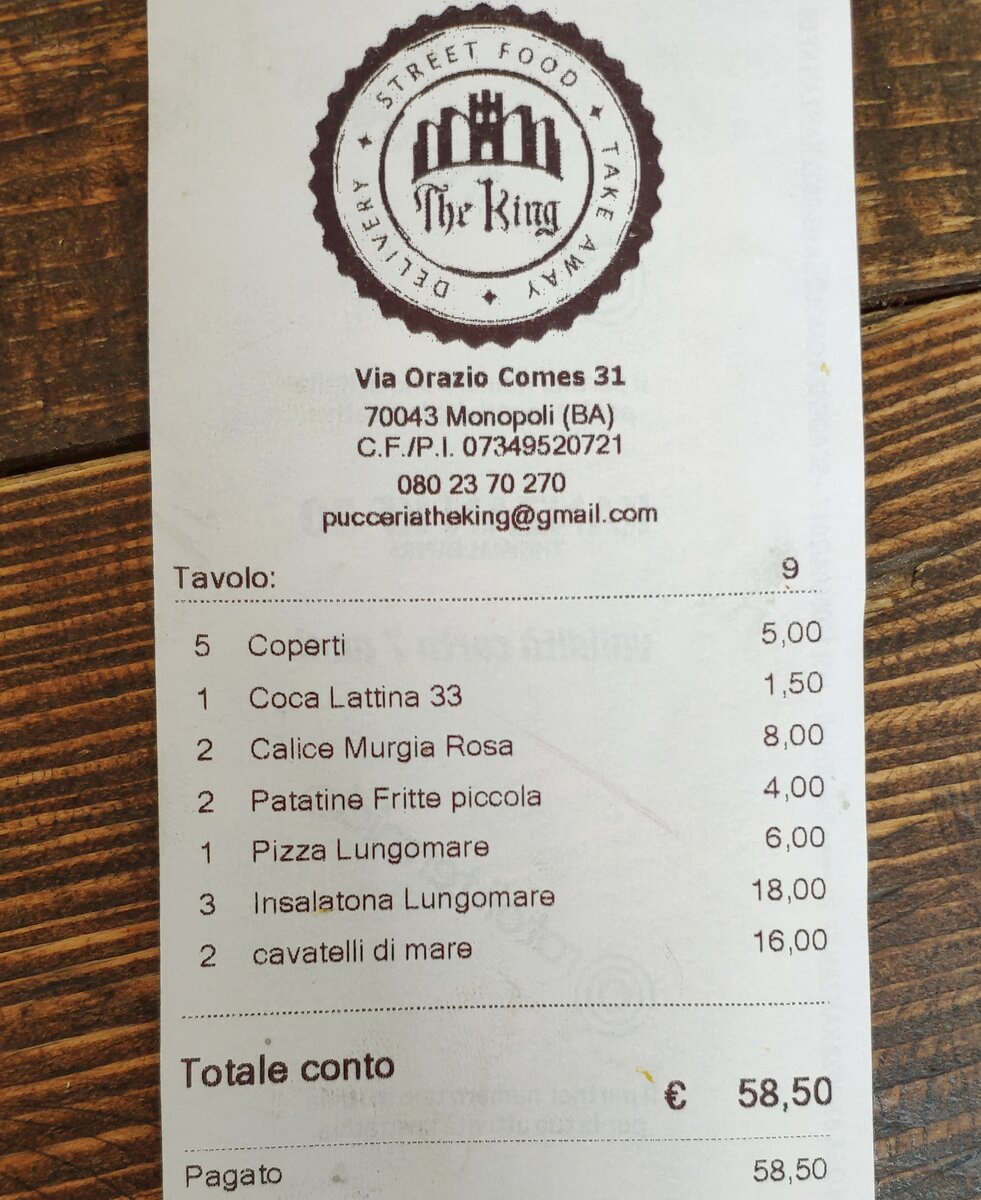 STREET FOOD
TAKE AWAY
DELIVERY
The King
Via Orazio Comes 31
70043 Monopoli (BA)
C.F./P.I. 07349520721
080 23 70 270
pucceriatheking@gmail.com
Tavolo: 9
5 Coperti 5,00
1 Coca Lattina 33 1,50
2 Calice Murgia Rosa 8,00
2 Patatine Fritte piccola 4,00
1 Pizza Lungomare 6,00
3 Insalatona Lungomare 18,00
2 cavatelli di mare 16,00
Totale conto € 58,50
Pagato 58,50